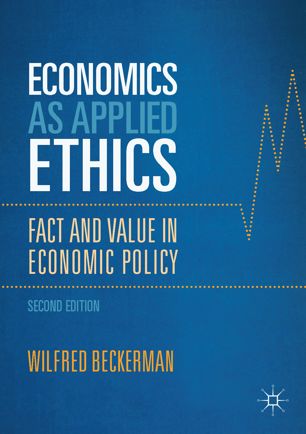 ECONOMICS
AS APPLIED
ETHICS
FACT AND VALUE IN
ECONOMIC POLICY
SECOND EDITION
WILFRED BECKERMAN